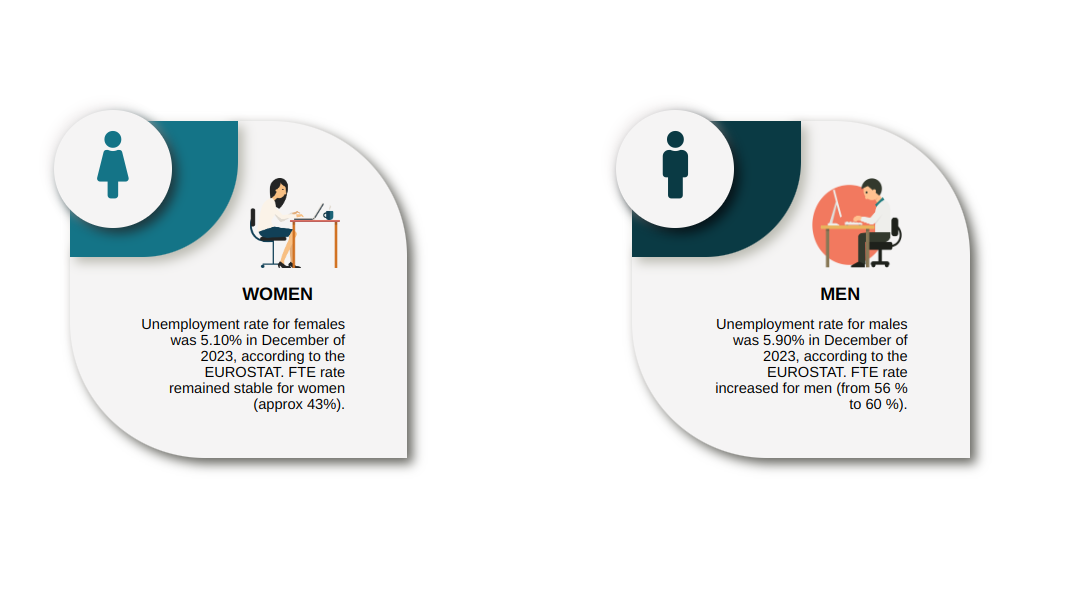 WOMEN
Unemployment rate for females
was 5.10% in December of
2023, according to the
EUROSTAT. FTE rate
remained stable for women
(approx 43%).
MEN
Unemployment rate for males
was 5.90% in December of
2023, according to the
EUROSTAT. FTE rate
increased for men (from 56 %
to 60 %).